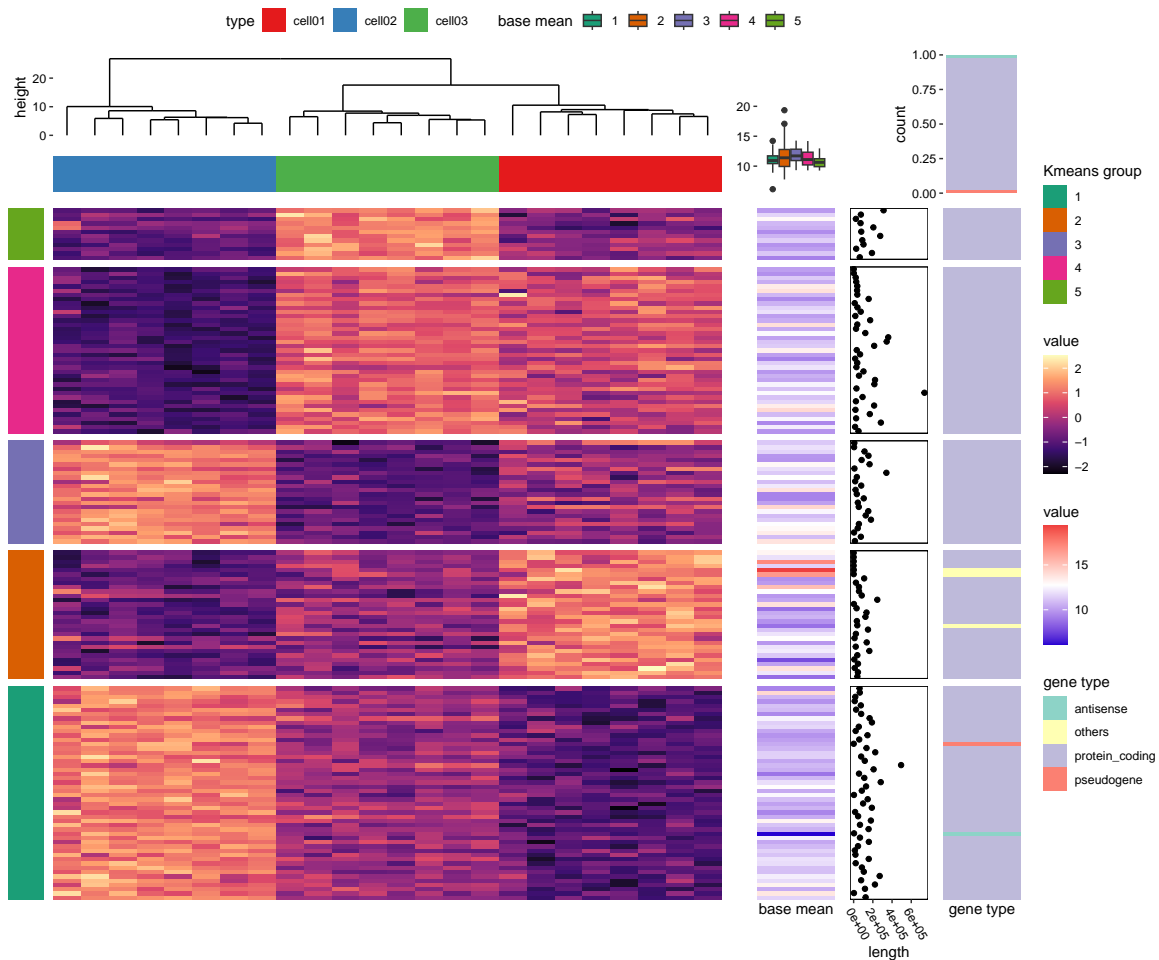 type cell01 cell02 cell03 base mean 1 2 3 4 5
height
20
10
0
20
15
10
count
1.00
0.75
0.50
0.25
0.00
Kmeans group
1
2
3
4
5
value
2
1
0
−1
−2
value
15
10
gene type
antisense
others
protein_coding
pseudogene
base mean
0e+00 2e+05 4e+05 6e+05
length
gene type